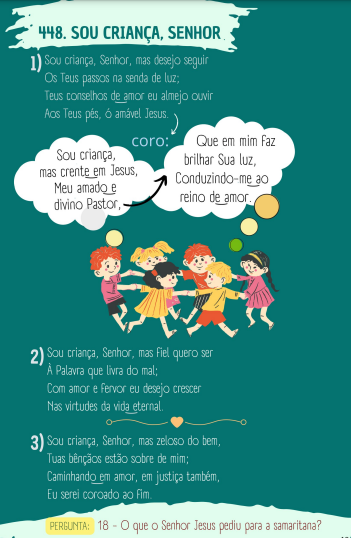 448. SOU CRIANÇA, SENHOR
1) Sou criança, Senhor, mas desejo seguir
Os Teus passos na senda de luz;
Teus conselhos de amor eu almejo ouvir
Aos Teus pés, ó amável Jesus.
coro:
Sou criança,
mas crente em Jesus,
Meu amado e
divino Pastor,
Que em mim faz
brilhar Sua luz,
Conduzindo-me ao
reino de amor.
2) Sou criança, Senhor, mas fiel quero ser
À Palavra que livra do mal;
Com amor e fervor eu desejo crescer
Nas virtudes da vida eternal.
3) Sou criança, Senhor, mas zeloso do bem,
Tuas bênçãos estão sobre de mim;
Caminhando em amor, em justiça também,
Eu serei coroado ao fim.
PERGUNTA: 18 - O que o Senhor Jesus pediu para a samaritana?